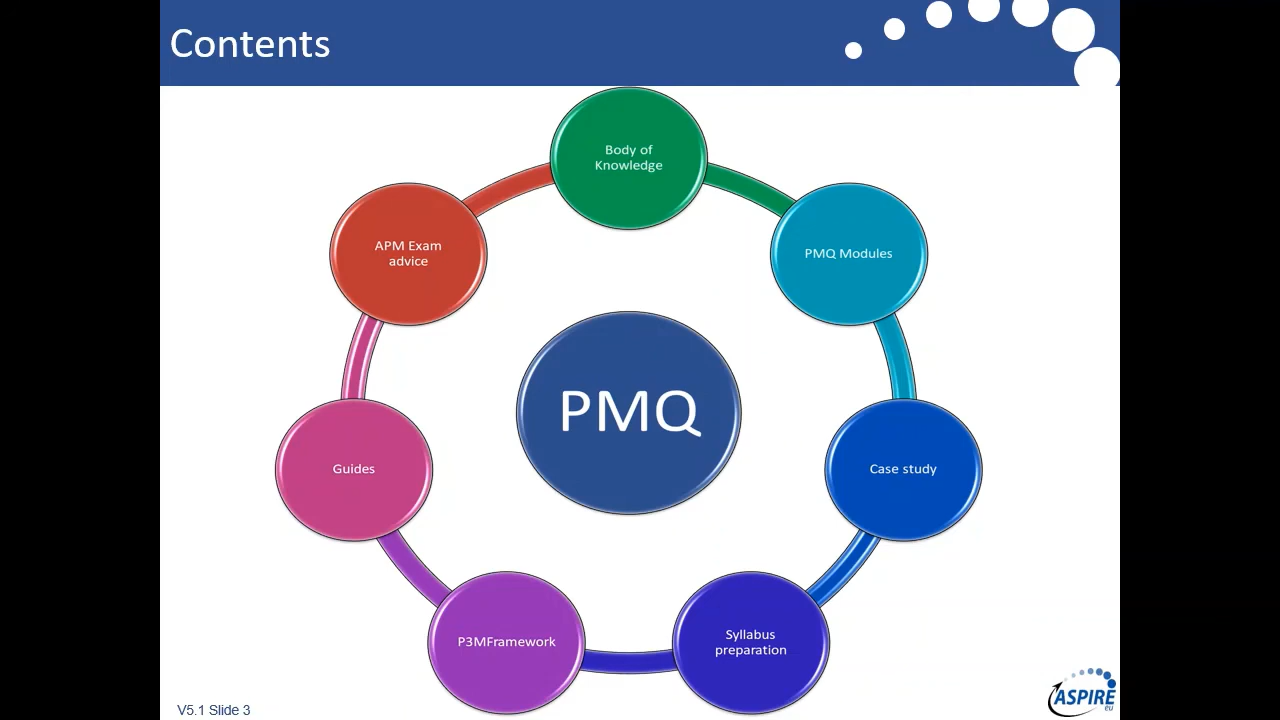 Contents
Body of
Knowledge
APM Exam
advice
PMQ Modules
PMQ
Guides
Case study
P3MFramework
Syllabus
preparation
V5.1 Slide 3
ASPIRE
eu